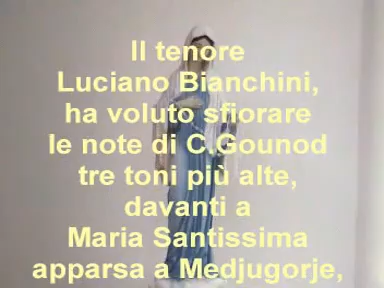 Il tenore
Luciano Bianchini,
ha voluto sfiorare
le note di C.Gounod
tre toni più alte,
davanti a
Maria Santissima
apparsa a Medjugorje,